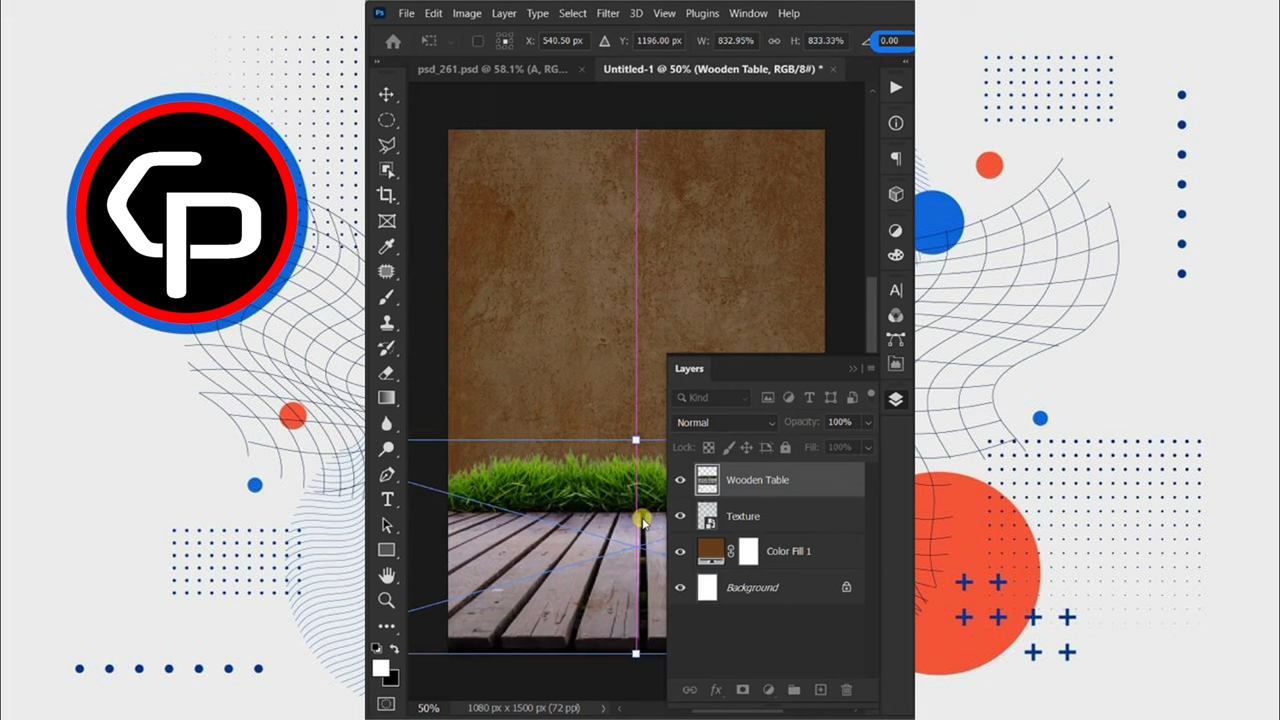 CP
Ps File Edit Image Layer Type Select Filter 3D View Plugins Window Help
X: 540.50 px Y: 1196.00 px W: 832.95% H: 833.33% 0.00
psd_261.psd @ 58.1% (A, RG... × Untitled-1 @ 50% (Wooden Table, RGB/8#) * ×
Layers
Kind
Normal Opacity: 100%
Lock: Fill: 100%
Wooden Table
Texture
Color Fill 1
Background
fx
50% 1080 px x 1500 px (72 ppi)